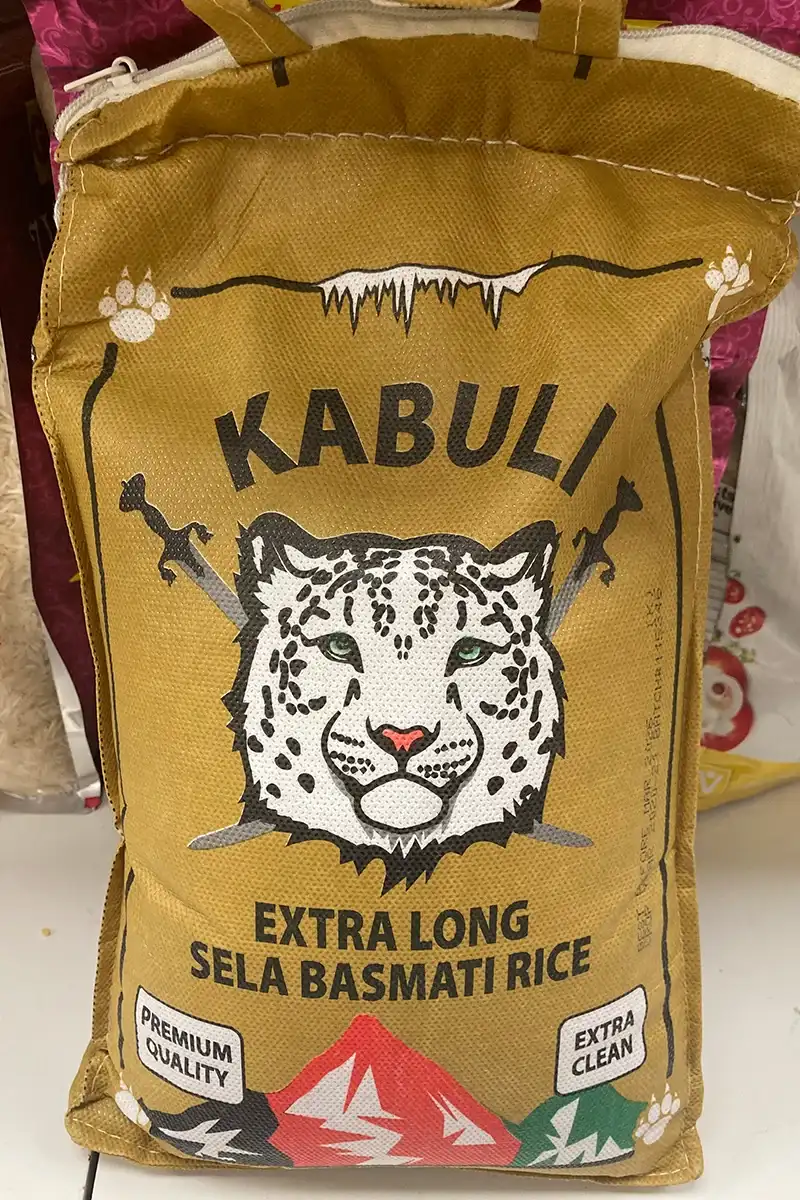 KABULI
EXTRA LONG
SELA BASMATI RICE
PREMIUM
QUALITY
EXTRA
CLEAN